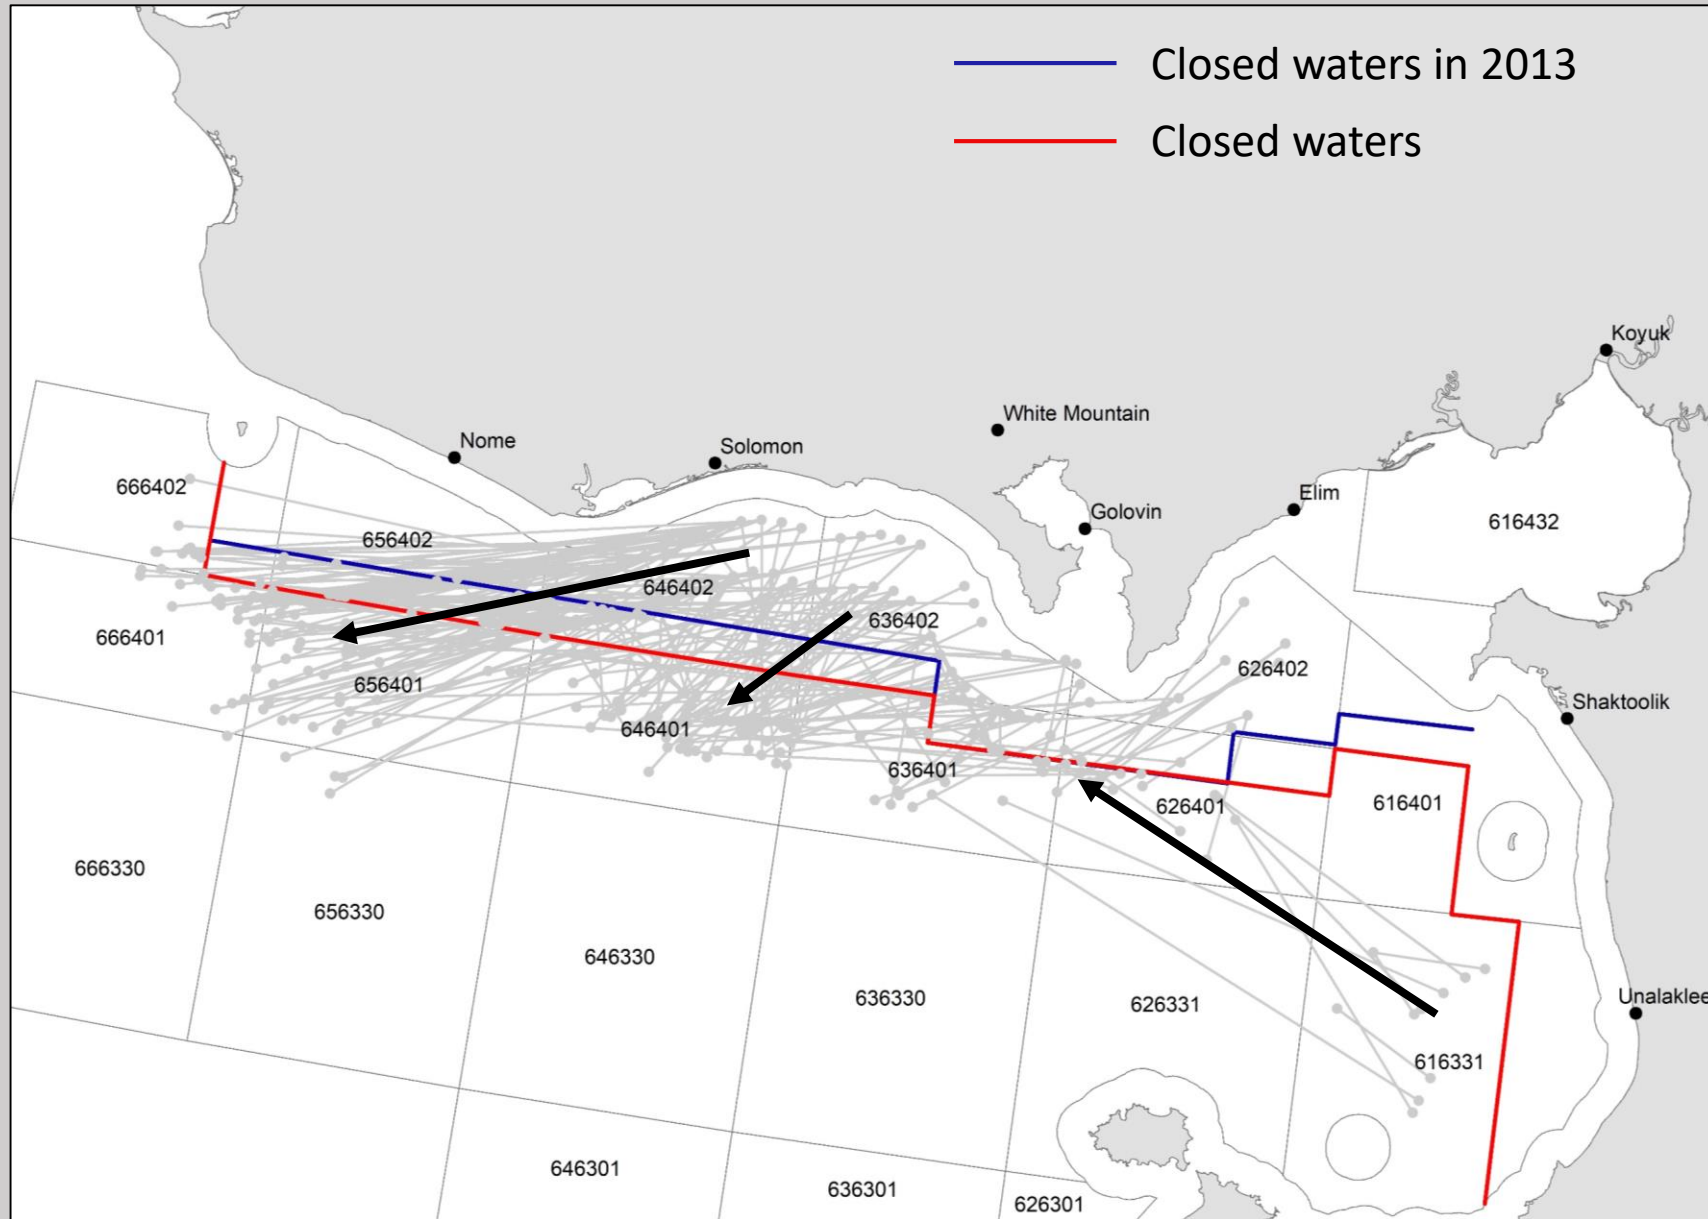 Closed waters in 2013
Closed waters
Koyuk
White Mountain
Nome
Solomon
666402
Elim
Golovin
616432
656402
646402
636402
666401
626402
656401
Shaktoolik
646401
636401
626401
616401
666330
656330
646330
636330
626331
Unalakleet
616331
646301
636301
626301